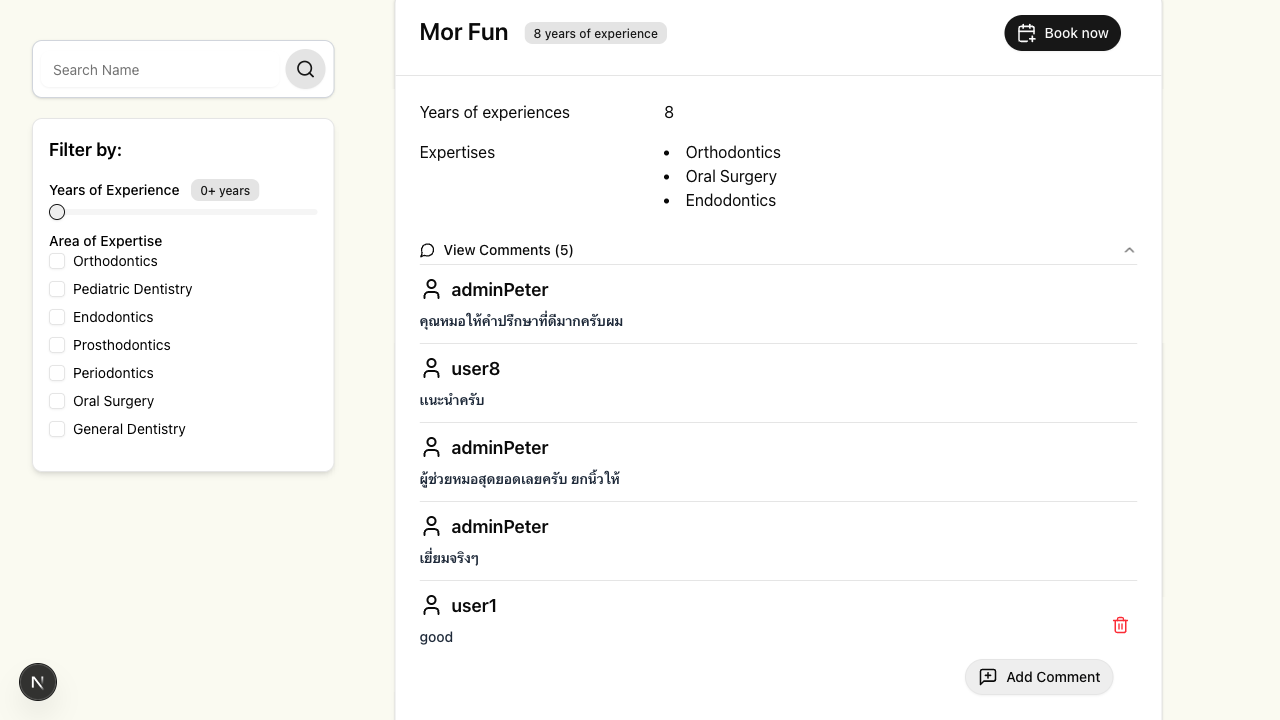 Search Name
Filter by:
Years of Experience 0+ years
Area of Expertise
Orthodontics
Pediatric Dentistry
Endodontics
Prosthodontics
Periodontics
Oral Surgery
General Dentistry
Mor Fun 8 years of experience
Book now
Years of experiences 8
Expertises
Orthodontics
Oral Surgery
Endodontics
View Comments (5)
adminPeter
คุณหมอให้คำปรึกษาที่ดีมากครับผม
user8
แนะนำครับ
adminPeter
ผู้ช่วยหมอสุดยอดเลยครับ ยกนิ้วให้
adminPeter
เยี่ยมจริงๆ
user1
good
Add Comment
N